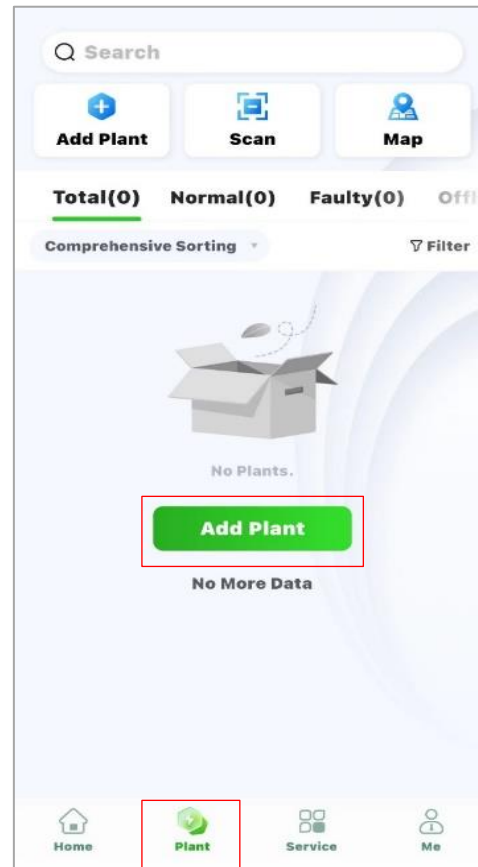 Search
Add Plant Scan Map
Total(0) Normal(0) Faulty(0) Offl
Comprehensive Sorting Filter
No Plants.
Add Plant
No More Data
Home Plant Service Me